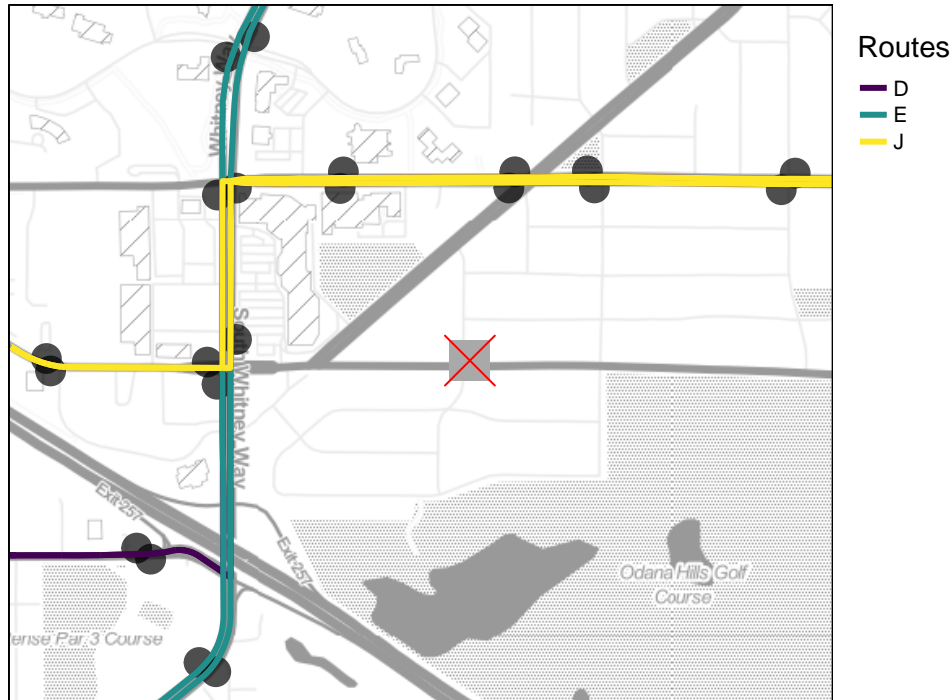 Routes
D
E
J
Whitney Way
South Whitney Way
Exit 257
Exit 257
Odana Hills Golf
Course
Par 3 Course